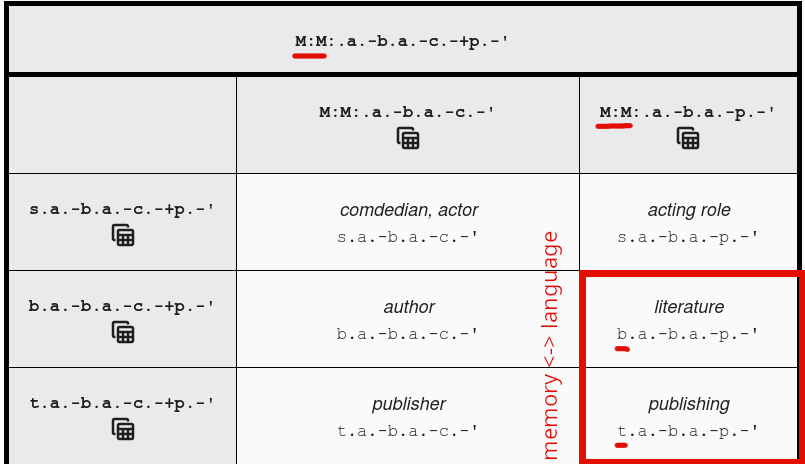 M:M:.a.-b.a.-c.-+p.-'
M:M:.a.-b.a.-c.-'
M:M:.a.-b.a.-p.-'
s.a.-b.a.-c.-+p.-'
comdedian, actor
s.a.-b.a.-c.-'
acting role
s.a.-b.a.-p.-'
b.a.-b.a.-c.-+p.-'
author
b.a.-b.a.-c.-'
literature
b.a.-b.a.-p.-'
t.a.-b.a.-c.-+p.-'
publisher
t.a.-b.a.-c.-'
publishing
t.a.-b.a.-p.-'
memory <-> language